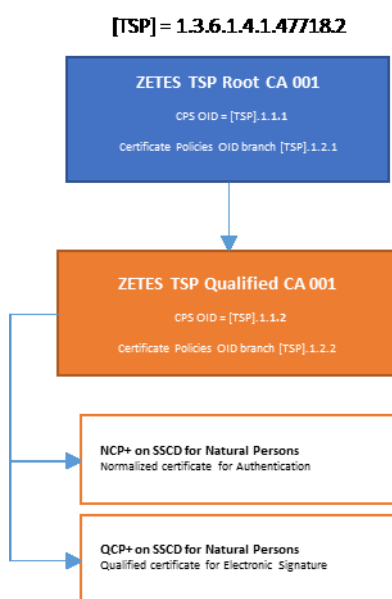 [TSP] = 1.3.6.1.4.1.47718.2
ZETES TSP Root CA 001
CPS OID = [TSP].1.1.1
Certificate Policies OID branch [TSP].1.2.1
ZETES TSP Qualified CA 001
CPS OID = [TSP].1.1.2
Certificate Policies OID branch [TSP].1.2.2
NCP+ on SSCD for Natural Persons
Normalized certificate for Authentication
QCP+ on SSCD for Natural Persons
Qualified certificate for Electronic Signature